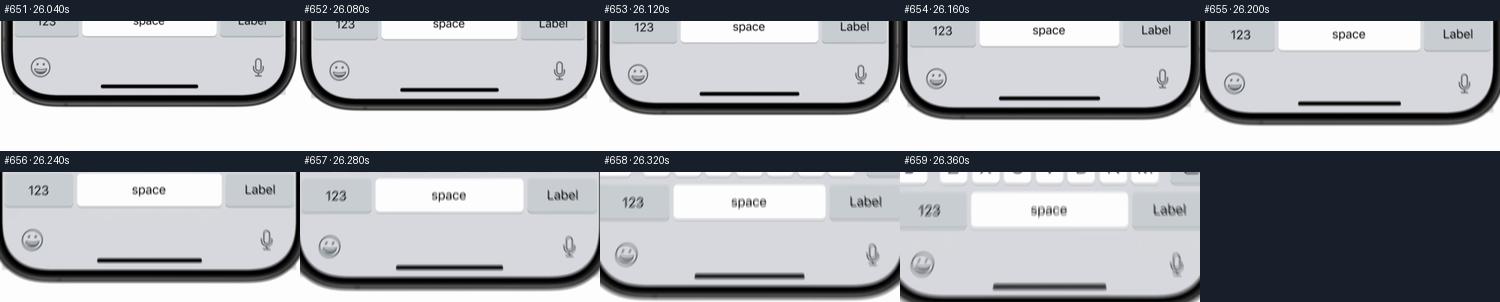 #651 · 26.040s
#652 · 26.080s
#653 · 26.120s
#654 · 26.160s
#655 · 26.200s
123 space Label
123 space Label
123 space Label
123 space Label
123 space Label
#656 · 26.240s
#657 · 26.280s
#658 · 26.320s
#659 · 26.360s
123 space Label
123 space Label
123 space Label
123 space Label